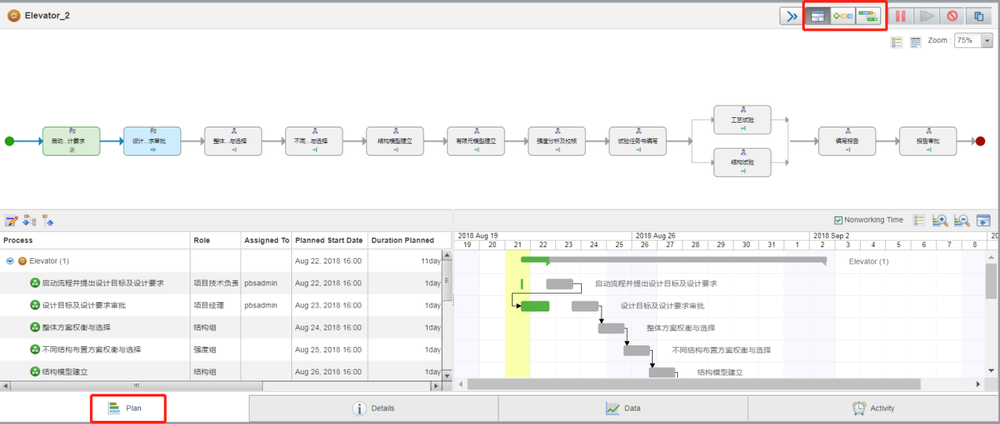 Elevator_2
Zoom : 75%
启动...计要求
设计...求审批
整体...与选择
不同...与选择
结构模型建立
有限元模型建立
强度分析及校核
试验任务书编写
工艺试验
结构试验
编写报告
报告审批
Nonworking Time
Process Role Assigned To Planned Start Date Duration Planned
2018 Aug 19 2018 Aug 26 2018 Sep 2 20
19 20 21 22 23 24 25 26 27 28 29 30 31 1 2 3 4 5 6 7 8
Elevator (1) Aug 22, 2018 16:00 11day
Elevator (1)
启动流程并提出设计目标及设计要求 项目技术负责 pbsadmin Aug 22, 2018 16:00 1day
启动流程并提出设计目标及设计要求
设计目标及设计要求审批 项目经理 pbsadmin Aug 23, 2018 16:00 1day
设计目标及设计要求审批
整体方案权衡与选择 结构组 Aug 24, 2018 16:00 1day
整体方案权衡与选择
不同结构布置方案权衡与选择 强度组 Aug 25, 2018 16:00 1day
不同结构布置方案权衡与选择
结构模型建立 结构组 Aug 26, 2018 16:00 1day
结构模型建立
Plan Details Data Activity